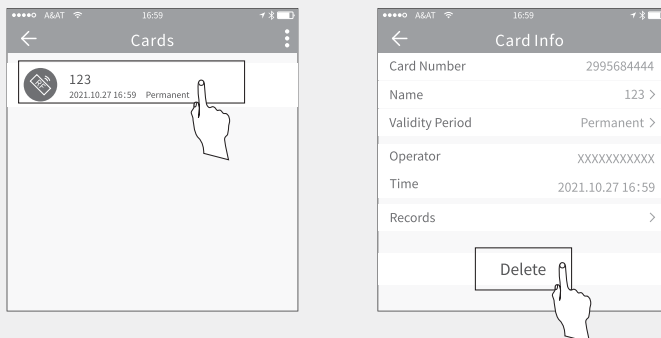 A&AT 16:59
Cards
RF
123
2021.10.27 16:59 Permanent
A&AT 16:59
Card Info
Card Number 2995684444
Name 123 >
Validity Period Permanent >
Operator XXXXXXXXXXX
Time 2021.10.27 16:59
Records >
Delete